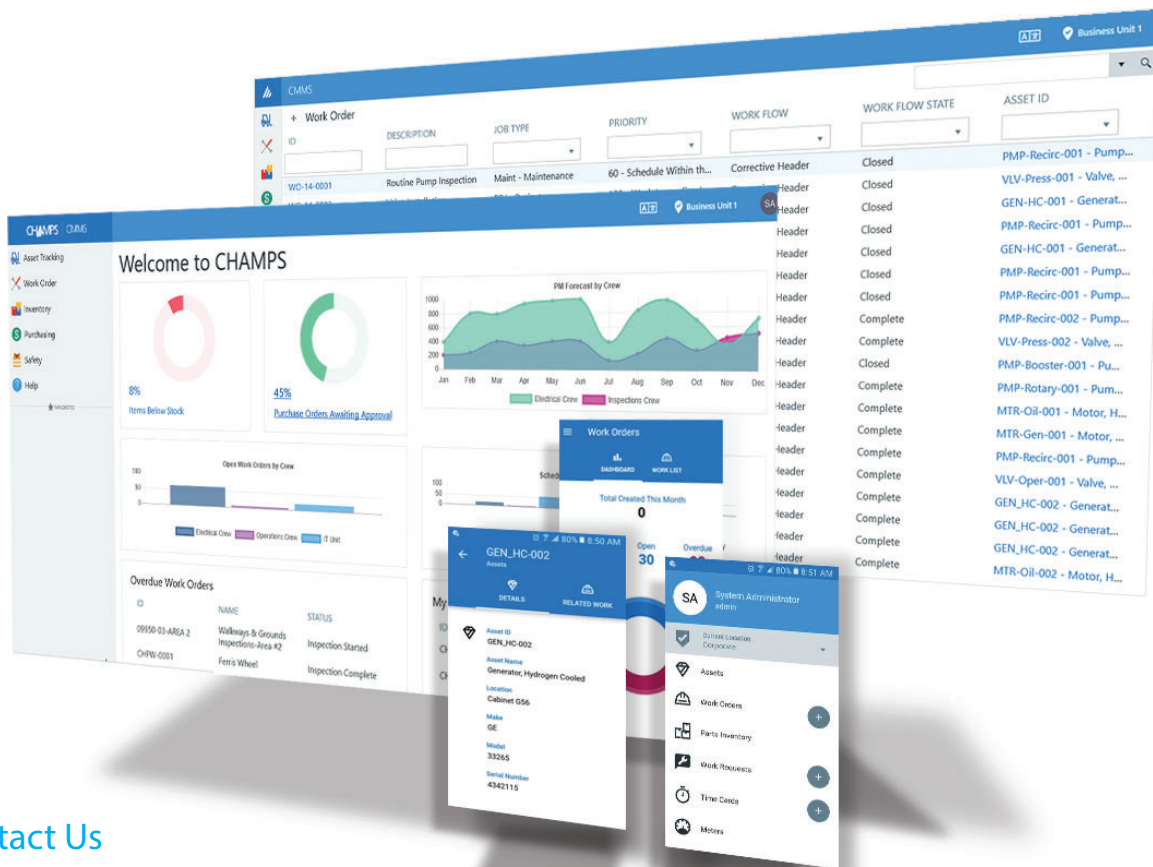 Business Unit 1
CMMS
+ Work Order
ID
DESCRIPTION
JOB TYPE
PRIORITY
WORK FLOW
WORK FLOW STATE
ASSET ID
WO-14-0001 Routine Pump Inspection Maint - Maintenance 60 - Schedule Within th... Corrective Header Closed PMP-Recirc-001 - Pump...
Closed VLV-Press-001 - Valve, ...
Header Closed GEN-HC-001 - Generat...
Header Closed PMP-Recirc-001 - Pump...
Header Closed GEN-HC-001 - Generat...
Header Closed PMP-Recirc-001 - Pump...
Header Closed PMP-Recirc-001 - Pump...
Header Complete PMP-Recirc-002 - Pump...
Header Complete VLV-Press-002 - Valve, ...
Header Closed PMP-Booster-001 - Pu...
Header Complete PMP-Rotary-001 - Pum...
Header Complete MTR-Oil-001 - Motor, H...
Header Complete MTR-Gen-001 - Motor, ...
Header Complete PMP-Recirc-001 - Pump...
Header Complete VLV-Oper-001 - Valve, ...
Header Complete GEN_HC-002 - Generat...
Header Complete GEN_HC-002 - Generat...
Header Complete GEN_HC-002 - Generat...
Header Complete MTR-Oil-002 - Motor, H...
CHAMPS CMMS
Business Unit 1
SA
Asset Tracking
Work Order
Inventory
Purchasing
Safety
Help
Welcome to CHAMPS
8%
Items Below Stock
45%
Purchase Orders Awaiting Approval
PM Forecast by Crew
1000
800
600
400
200
0
Jan Feb Mar Apr May Jun Jul Aug Sep Oct Nov Dec
Electrical Crew Inspections Crew
Open Work Orders by Crew
100
50
0
Electrical Crew Operations Crew IT Unit
100
50
0
Overdue Work Orders
ID NAME STATUS
09950-03-AREA 2 Walkways & Grounds Inspections-Area #2 Inspection Started
CHFW-0001 Ferris Wheel Inspection Complete
My
Work Orders
DASHBOARD WORK LIST
Total Created This Month
0
Open
30
Overdue
80% 8:50 AM
GEN_HC-002
Assets
DETAILS RELATED WORK
Asset ID
GEN_HC-002
Asset Name
Generator, Hydrogen Cooled
Location
Cabinet G56
Make
GE
Model
33265
Serial Number
4342115
80% 8:51 AM
SA
System Administrator
admin
Current Location
Corporate
Assets
Work Orders
Parts Inventory
Work Requests
Time Cards
Meters
tact Us